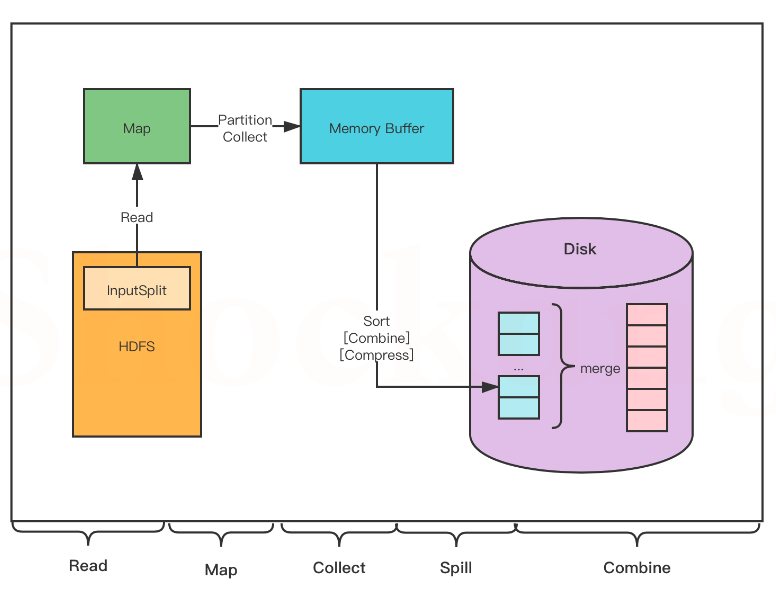 Map
Partition
Collect
Memory Buffer
Read
InputSplit
HDFS
Disk
Sort
[Combine]
[Compress]
...
merge
Read
Map
Collect
Spill
Combine